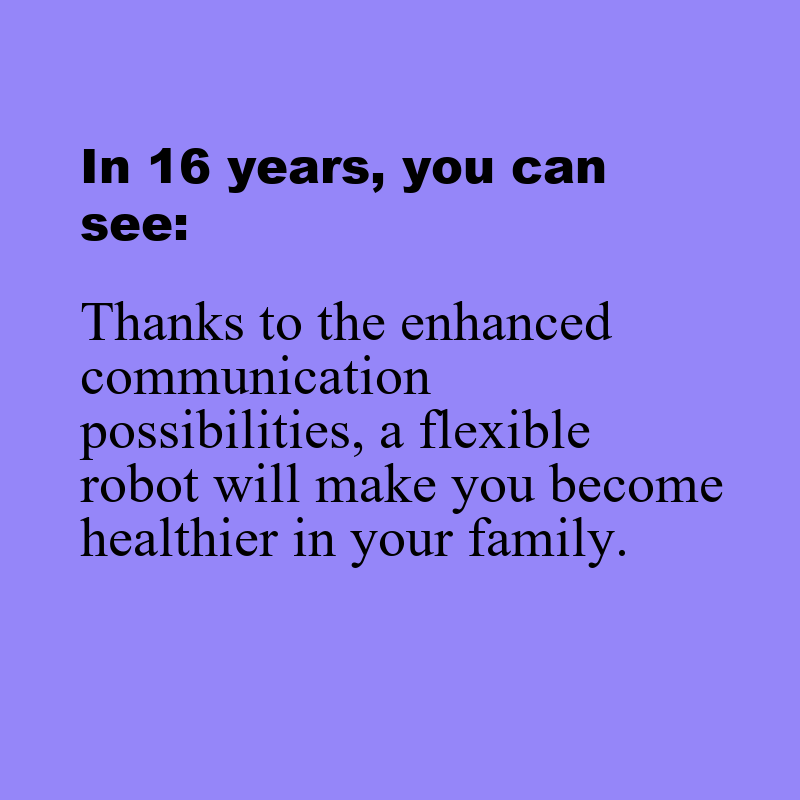 In 16 years, you can
see:
Thanks to the enhanced
communication
possibilities, a flexible
robot will make you become
healthier in your family.